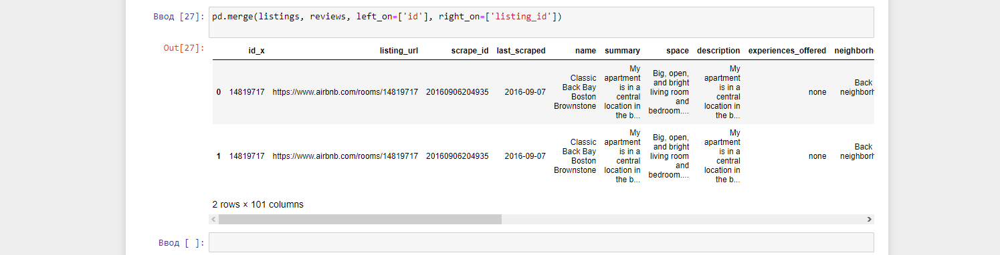 Ввод [27]: pd.merge(listings, reviews, left_on=['id'], right_on=['listing_id'])
Out[27]:
id_x listing_url scrape_id last_scraped name summary space description experiences_offered neighborho
0 14819717 https://www.airbnb.com/rooms/14819717 20160906204935 2016-09-07 Classic Back Bay Boston Brownstone My apartment is in a central location in the b... Big, open, and bright living room and bedroom.... My apartment is in a central location in the b... none Back neighborh
1 14819717 https://www.airbnb.com/rooms/14819717 20160906204935 2016-09-07 Classic Back Bay Boston Brownstone My apartment is in a central location in the b... Big, open, and bright living room and bedroom.... My apartment is in a central location in the b... none Back neighborh
2 rows × 101 columns
Ввод [ ]: